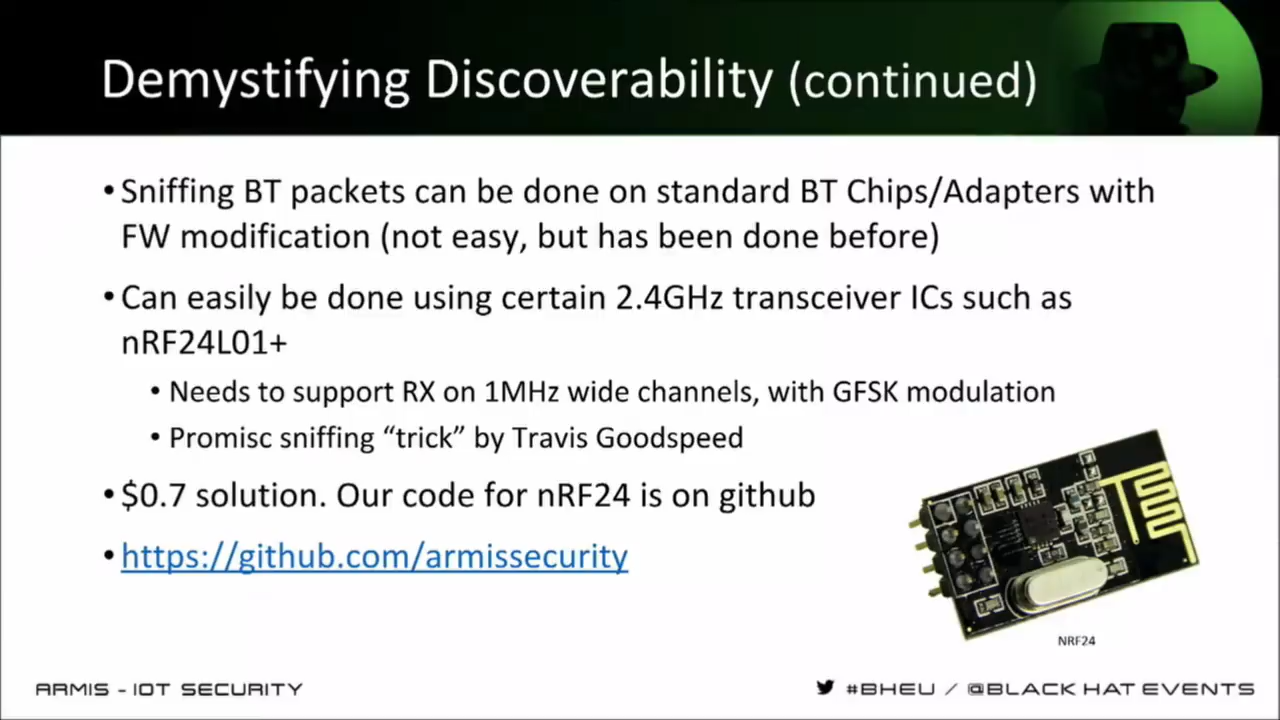 Demystifying Discoverability (continued)
•Sniffing BT packets can be done on standard BT Chips/Adapters with
FW modification (not easy, but has been done before)
•Can easily be done using certain 2.4GHz transceiver ICs such as
nRF24L01+
• Needs to support RX on 1MHz wide channels, with GFSK modulation
• Promisc sniffing “trick” by Travis Goodspeed
•$0.7 solution. Our code for nRF24 is on github
•https://github.com/armissecurity
NRF24
ARMIS - IOT SECURITY
#BHEU / @BLACK HAT EVENTS